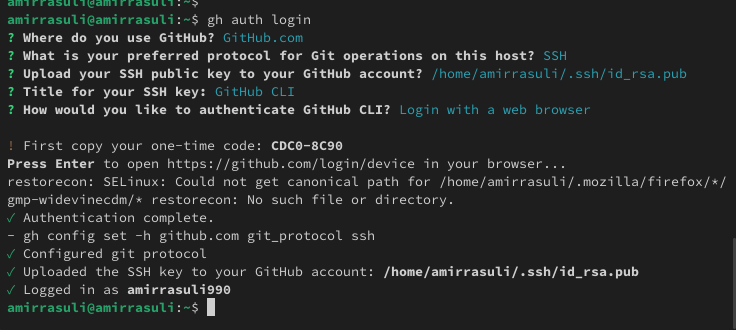 amirrasuli@amirrasuli:~$
amirrasuli@amirrasuli:~$ gh auth login
? Where do you use GitHub? GitHub.com
? What is your preferred protocol for Git operations on this host? SSH
? Upload your SSH public key to your GitHub account? /home/amirrasuli/.ssh/id_rsa.pub
? Title for your SSH key: GitHub CLI
? How would you like to authenticate GitHub CLI? Login with a web browser
! First copy your one-time code: CDC0-8C90
Press Enter to open https://github.com/login/device in your browser...
restorecon: SELinux: Could not get canonical path for /home/amirrasuli/.mozilla/firefox/*/
gmp-widevinecdm/* restorecon: No such file or directory.
✓ Authentication complete.
- gh config set -h github.com git_protocol ssh
✓ Configured git protocol
✓ Uploaded the SSH key to your GitHub account: /home/amirrasuli/.ssh/id_rsa.pub
✓ Logged in as amirrasuli990
amirrasuli@amirrasuli:~$